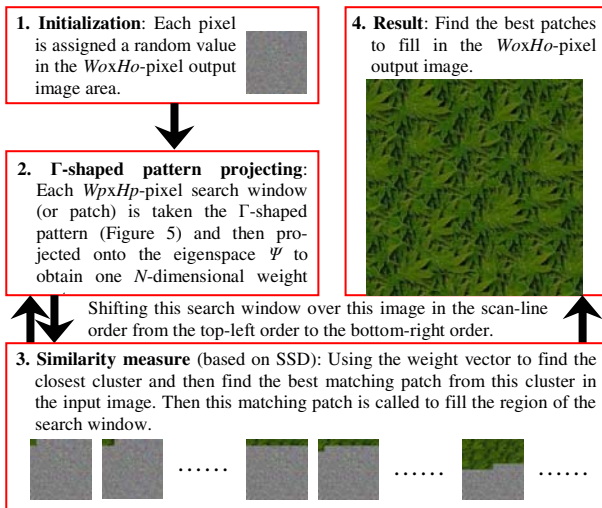 1. Initialization: Each pixel
is assigned a random value
in the WoxHo-pixel output
image area.
2. Γ-shaped pattern projecting:
Each WpxHp-pixel search window
(or patch) is taken the Γ-shaped
pattern (Figure 5) and then pro-
jected onto the eigenspace Ψ to
obtain one N-dimensional weight
Shifting this search window over this image in the scan-line
order from the top-left order to the bottom-right order.
3. Similarity measure (based on SSD): Using the weight vector to find the
closest cluster and then find the best matching patch from this cluster in
the input image. Then this matching patch is called to fill the region of the
search window.
...... ...... ......
4. Result: Find the best patches
to fill in the WoxHo-pixel
output image.